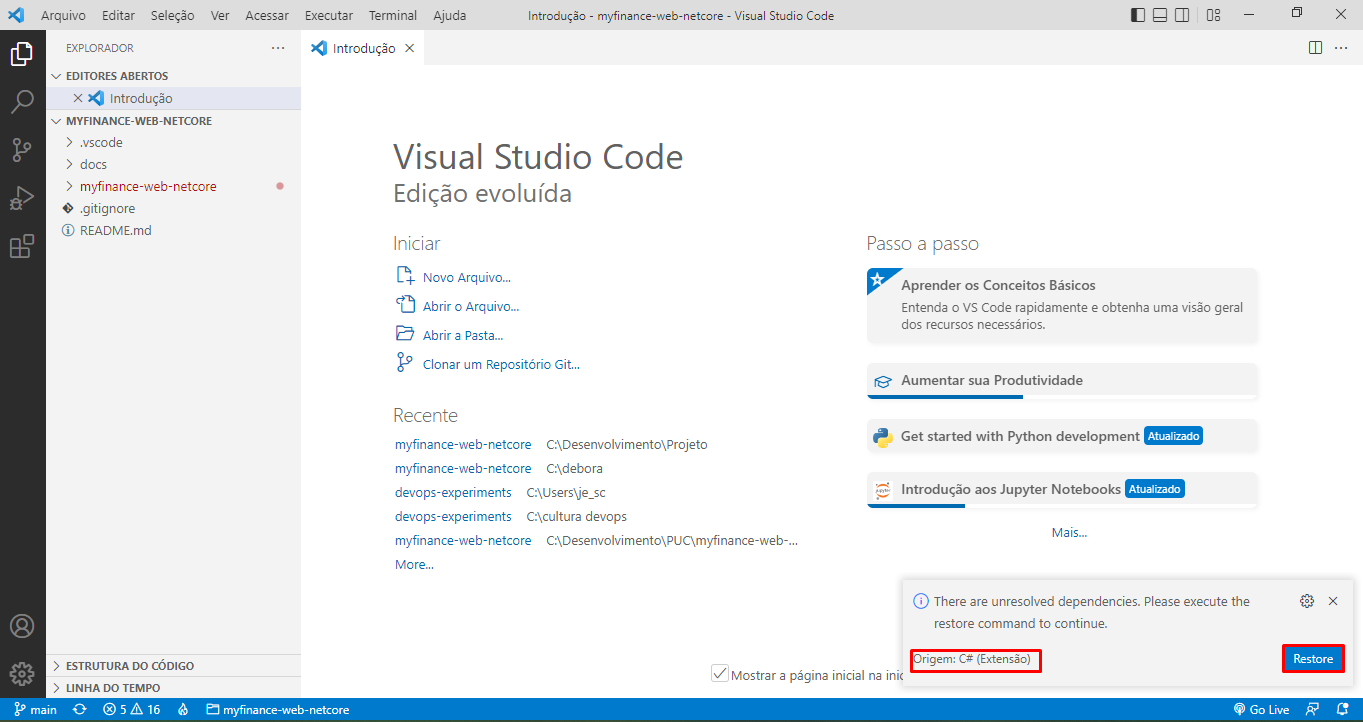 Arquivo Editar Seleção Ver Acessar Executar Terminal Ajuda
Introdução - myfinance-web-netcore - Visual Studio Code
EXPLORADOR
EDITORES ABERTOS
Introdução
MYFINANCE-WEB-NETCORE
.vscode
docs
myfinance-web-netcore
.gitignore
README.md
ESTRUTURA DO CÓDIGO
LINHA DO TEMPO
Introdução
Visual Studio Code
Edição evoluída
Iniciar
Novo Arquivo...
Abrir o Arquivo...
Abrir a Pasta...
Clonar um Repositório Git...
Recente
myfinance-web-netcore C:\Desenvolvimento\Projeto
myfinance-web-netcore C:\debora
devops-experiments C:\Users\je_sc
devops-experiments C:\cultura devops
myfinance-web-netcore C:\Desenvolvimento\PUC\myfinance-web-...
More...
Passo a passo
Aprender os Conceitos Básicos
Entenda o VS Code rapidamente e obtenha uma visão geral
dos recursos necessários.
Aumentar sua Produtividade
Get started with Python development Atualizado
Introdução aos Jupyter Notebooks Atualizado
Mais...
Mostrar a página inicial na inic
There are unresolved dependencies. Please execute the
restore command to continue.
Origem: C# (Extensão)
Restore
main 5 16 myfinance-web-netcore
Go Live